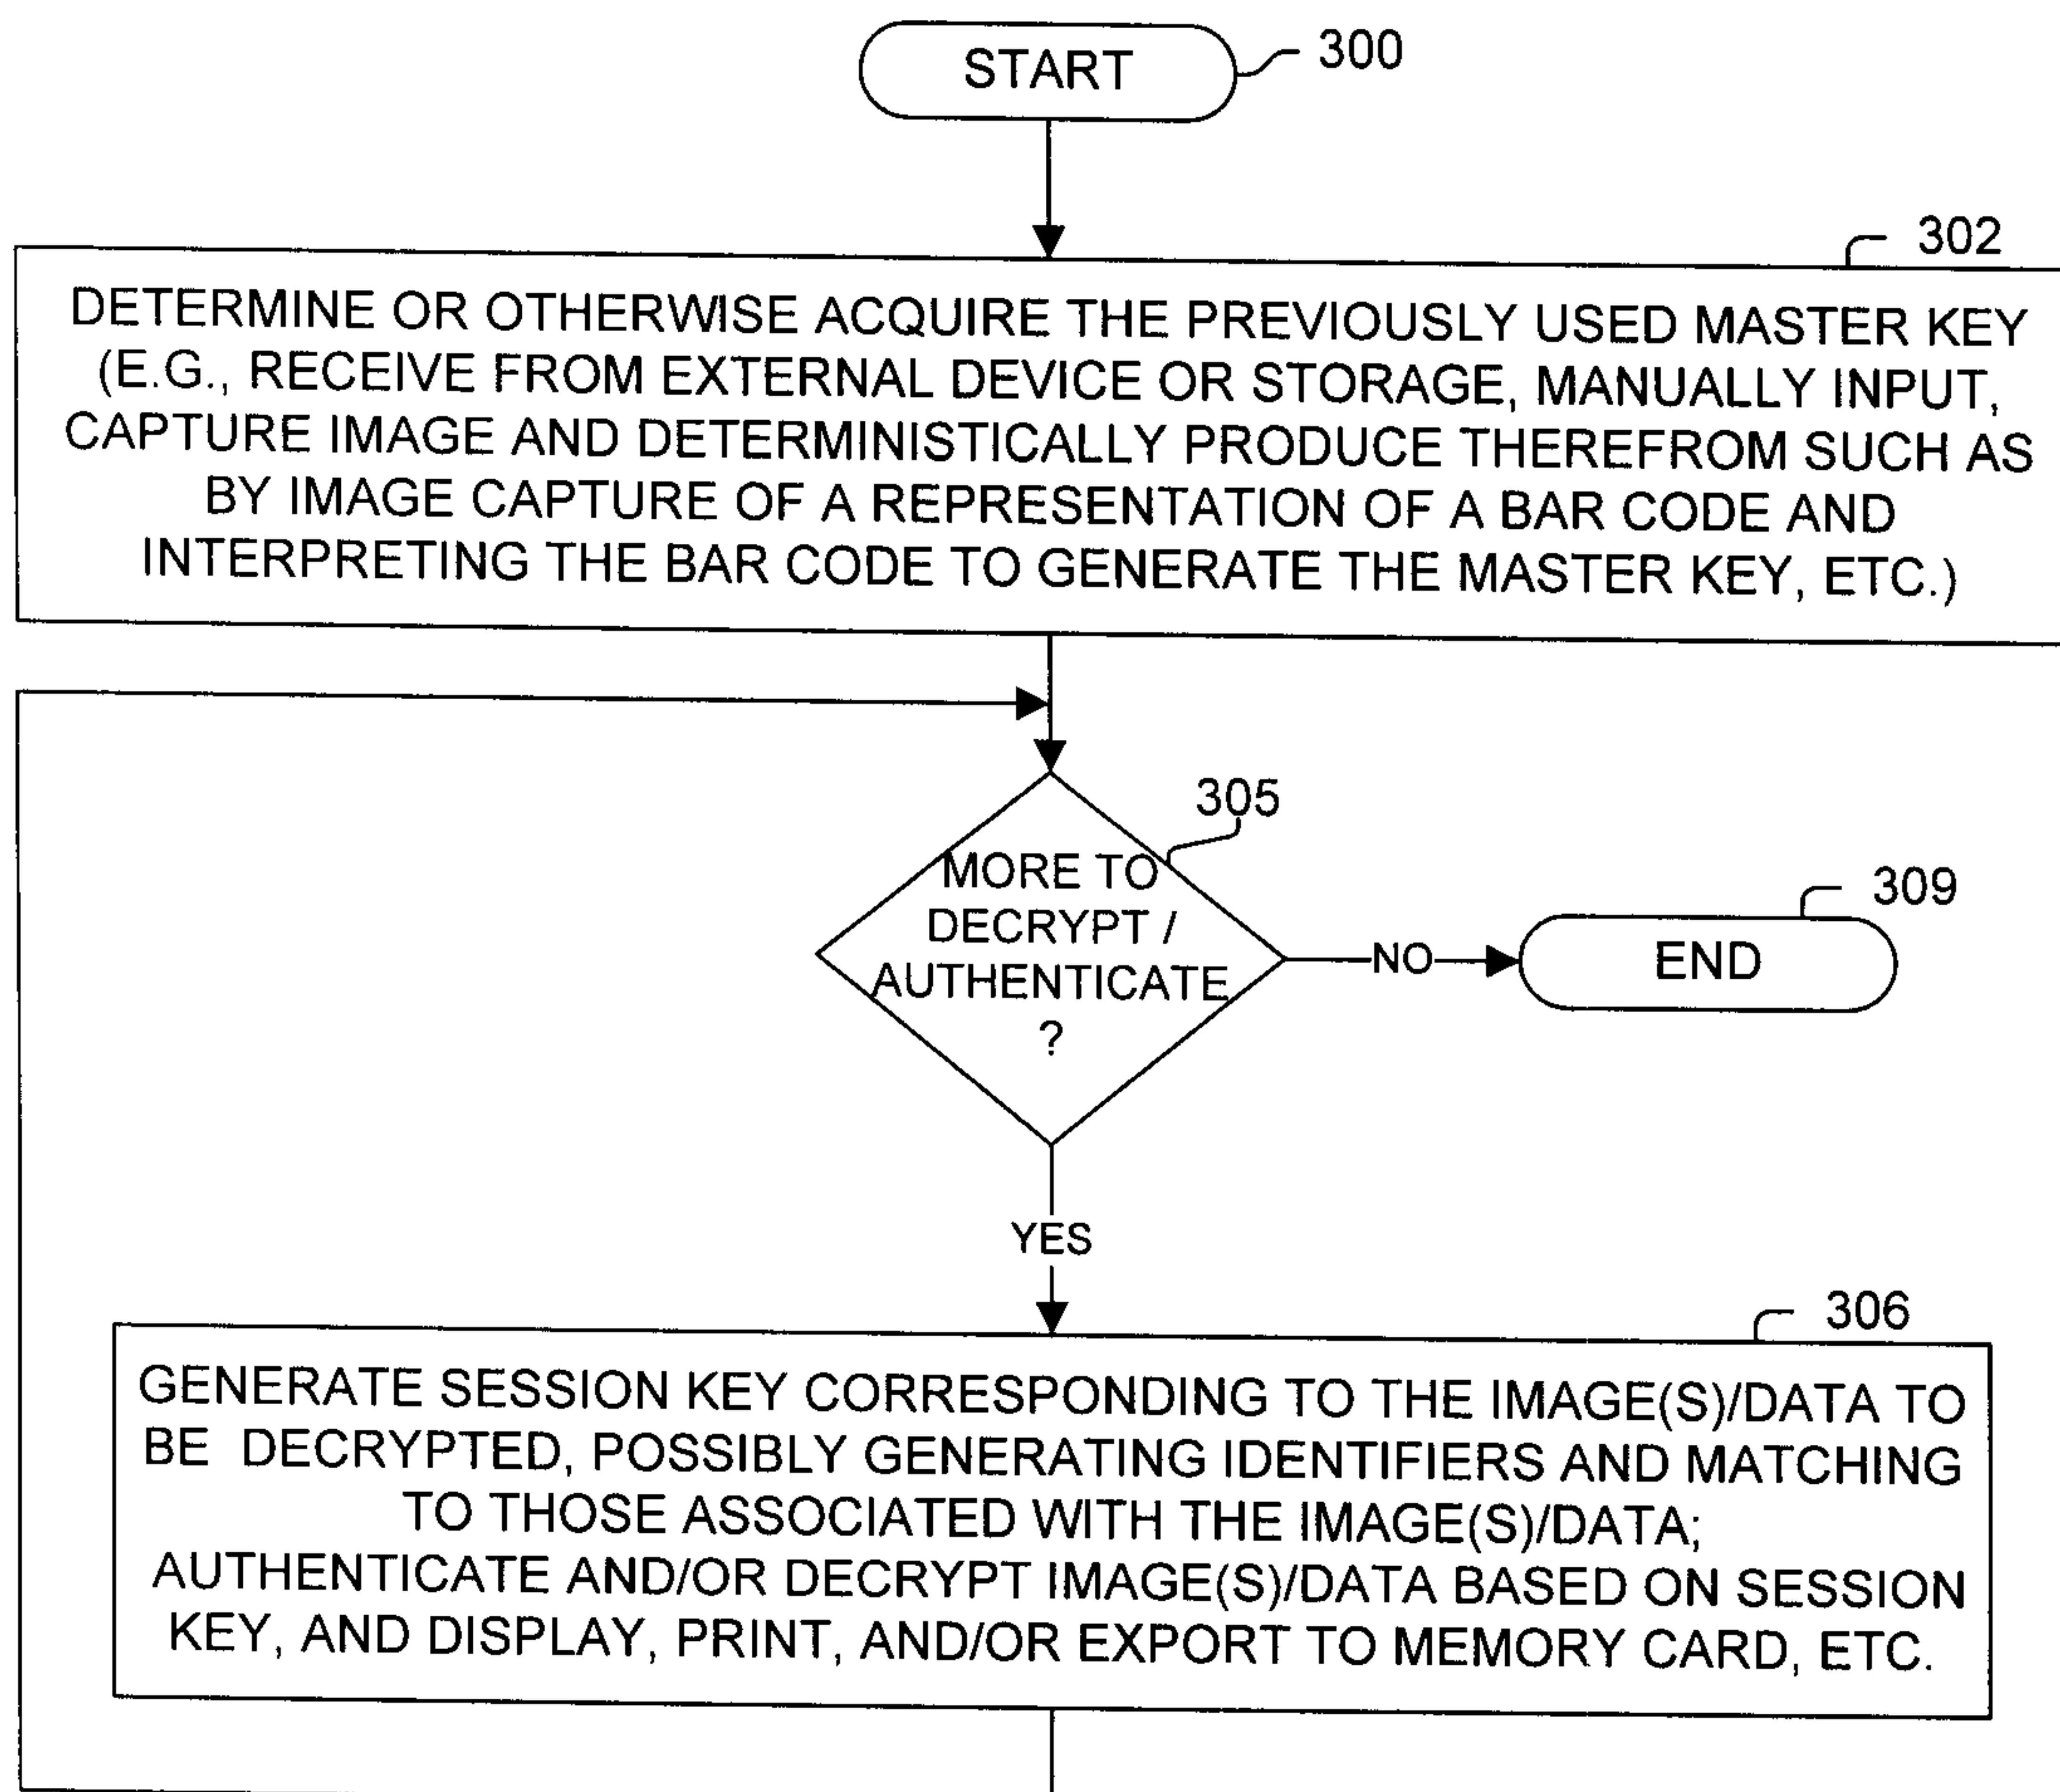 START
300
302
DETERMINE OR OTHERWISE ACQUIRE THE PREVIOUSLY USED MASTER KEY
(E.G., RECEIVE FROM EXTERNAL DEVICE OR STORAGE, MANUALLY INPUT,
CAPTURE IMAGE AND DETERMINISTICALLY PRODUCE THEREFROM SUCH AS
BY IMAGE CAPTURE OF A REPRESENTATION OF A BAR CODE AND
INTERPRETING THE BAR CODE TO GENERATE THE MASTER KEY, ETC.)
305
MORE TO
DECRYPT /
AUTHENTICATE
?
NO
309
END
YES
306
GENERATE SESSION KEY CORRESPONDING TO THE IMAGE(S)/DATA TO
BE DECRYPTED, POSSIBLY GENERATING IDENTIFIERS AND MATCHING
TO THOSE ASSOCIATED WITH THE IMAGE(S)/DATA;
AUTHENTICATE AND/OR DECRYPT IMAGE(S)/DATA BASED ON SESSION
KEY, AND DISPLAY, PRINT, AND/OR EXPORT TO MEMORY CARD, ETC.